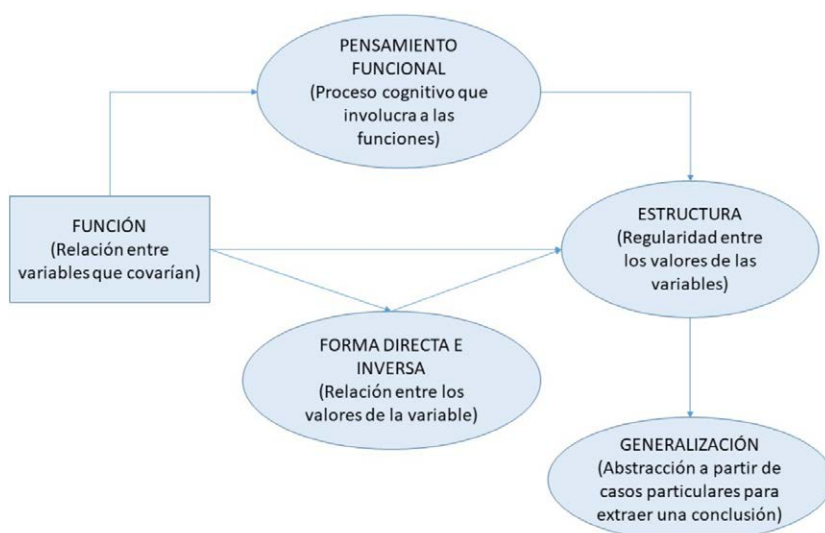 PENSAMIENTO
FUNCIONAL
(Proceso cognitivo que
involucra a las
funciones)
FUNCIÓN
(Relación entre
variables que covarían)
ESTRUCTURA
(Regularidad entre
los valores de las
variables)
FORMA DIRECTA E
INVERSA
(Relación entre los
valores de la variable)
GENERALIZACIÓN
(Abstracción a partir de
casos particulares para
extraer una conclusión)